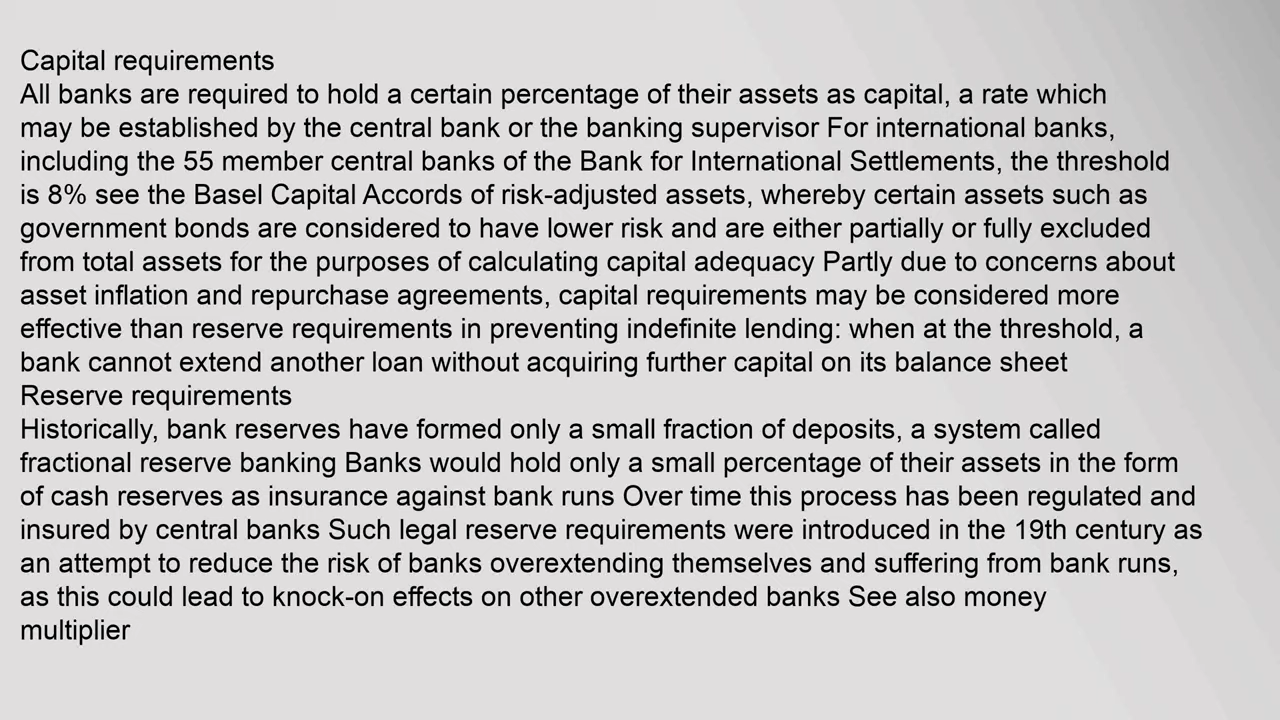 Capital requirements
All banks are required to hold a certain percentage of their assets as capital, a rate which
may be established by the central bank or the banking supervisor For international banks,
including the 55 member central banks of the Bank for International Settlements, the threshold
is 8% see the Basel Capital Accords of risk-adjusted assets, whereby certain assets such as
government bonds are considered to have lower risk and are either partially or fully excluded
from total assets for the purposes of calculating capital adequacy Partly due to concerns about
asset inflation and repurchase agreements, capital requirements may be considered more
effective than reserve requirements in preventing indefinite lending: when at the threshold, a
bank cannot extend another loan without acquiring further capital on its balance sheet
Reserve requirements
Historically, bank reserves have formed only a small fraction of deposits, a system called
fractional reserve banking Banks would hold only a small percentage of their assets in the form
of cash reserves as insurance against bank runs Over time this process has been regulated and
insured by central banks Such legal reserve requirements were introduced in the 19th century as
an attempt to reduce the risk of banks overextending themselves and suffering from bank runs,
as this could lead to knock-on effects on other overextended banks See also money
multiplier